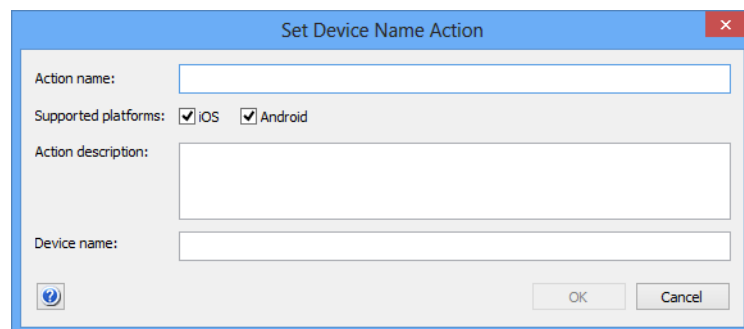 Set Device Name Action
Action name:
Supported platforms: iOS Android
Action description:
Device name:
OK Cancel